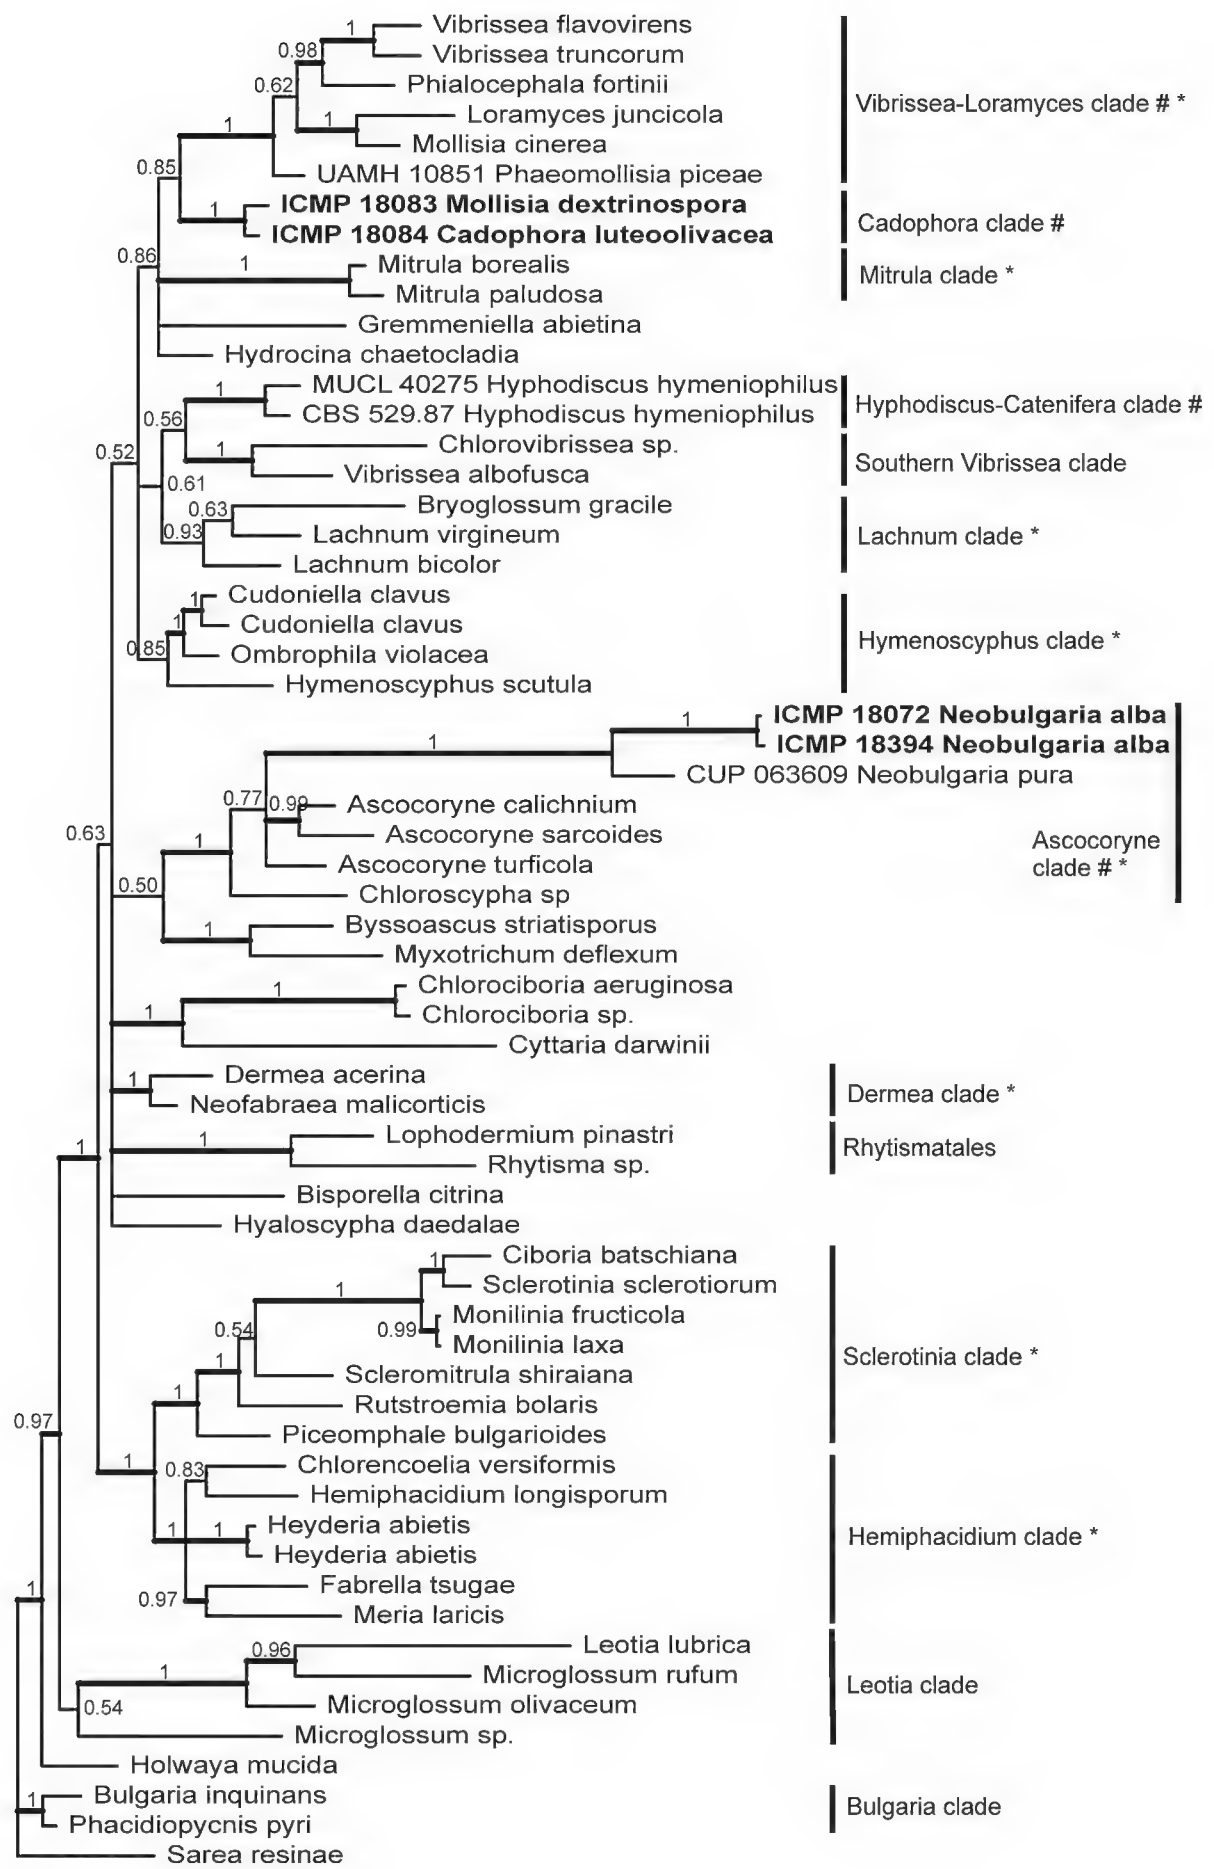 1
Vibrissea flavovirens
0.98
Vibrissea truncorum
0.62
Phialocephala fortinii
Vibrissea-Loramyces clade # *
1
1
Loramyces juncicola
Mollisia cinerea
0.85
UAMH 10851 Phaeomollisia piceae
1
ICMP 18083 Mollisia dextrinospora
Cadophora clade #
ICMP 18084 Cadophora luteoolivacea
0.86
1
Mitrula borealis
Mitrula clade *
Mitrula paludosa
Gremmeniella abietina
Hydrocina chaetocladia
1
MUCL 40275 Hyphodiscus hymeniophilus
Hyphodiscus-Catenifera clade #
0.56
CBS 529.87 Hyphodiscus hymeniophilus
0.52
1
Chlorovibrissea sp.
Southern Vibrissea clade
Vibrissea albofusca
0.61
0.63
Bryoglossum gracile
0.93
Lachnum virgineum
Lachnum clade *
Lachnum bicolor
1
Cudoniella clavus
1
Cudoniella clavus
0.85
Ombrophila violacea
Hymenoscyphus clade *
Hymenoscyphus scutula
1
ICMP 18072 Neobulgaria alba
1
ICMP 18394 Neobulgaria alba
CUP 063609 Neobulgaria pura
0.77
0.99
Ascocoryne calichnium
0.63
1
Ascocoryne sarcoides
Ascocoryne
clade # *
Ascocoryne turficola
0.50
Chloroscypha sp
1
Byssoascus striatisporus
Myxotrichum deflexum
1
Chlorociboria aeruginosa
1
Chlorociboria sp.
Cyttaria darwinii
1
Dermea acerina
Dermea clade *
Neofabraea malicorticis
1
1
Lophodermium pinastri
Rhytismatales
Rhytisma sp.
Bisporella citrina
Hyaloscypha daedalae
1
Ciboria batschiana
1
Sclerotinia sclerotiorum
0.54
0.99
Monilinia fructicola
Monilinia laxa
Sclerotinia clade *
1
Scleromitrula shiraiana
1
Rutstroemia bolaris
0.97
Piceomphale bulgarioides
1
0.83
Chlorencoelia versiformis
Hemiphacidium longisporum
1
1
Heyderia abietis
Hemiphacidium clade *
Heyderia abietis
1
0.97
Fabrella tsugae
Meria laricis
0.96
Leotia lubrica
1
Microglossum rufum
Leotia clade
0.54
Microglossum olivaceum
Microglossum sp.
Holwaya mucida
1
Bulgaria inquinans
Bulgaria clade
Phacidiopycnis pyri
Sarea resinae